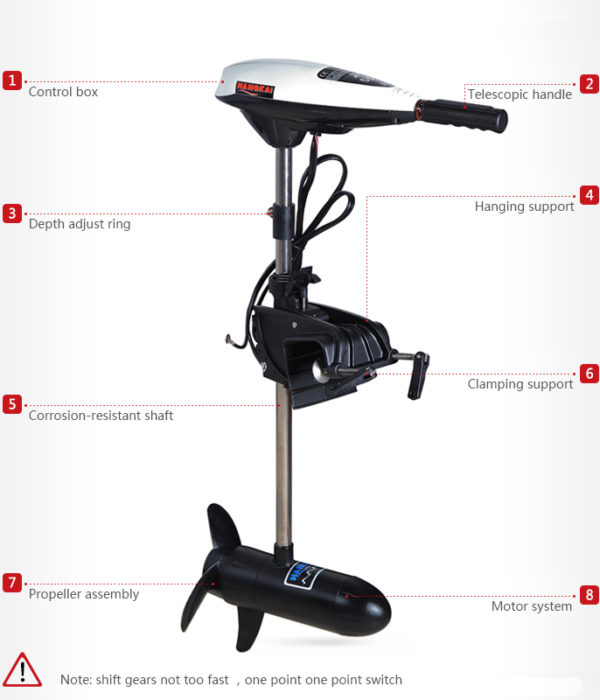 HANGKAI
1
Control box
2
Telescopic handle
3
Depth adjust ring
4
Hanging support
5
Corrosion-resistant shaft
6
Clamping support
7
Propeller assembly
8
Motor system
Note: shift gears not too fast , one point one point switch